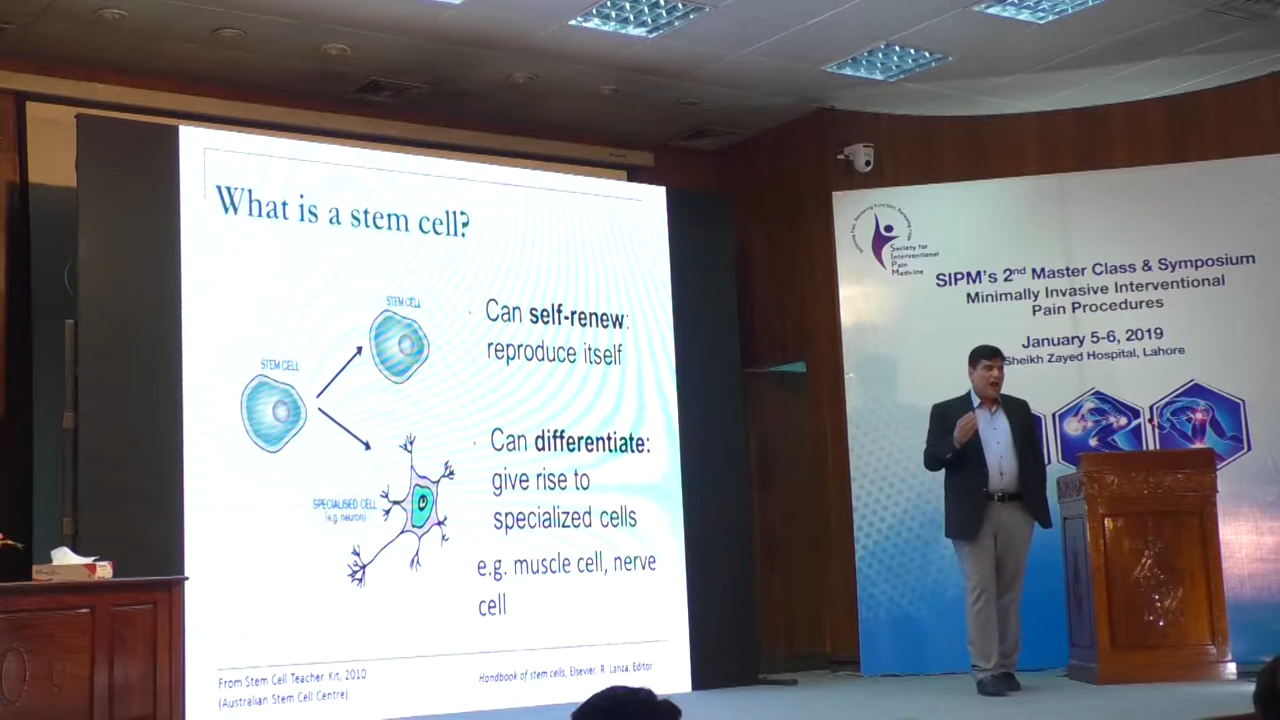 What is a stem cell?
STEM CELL
STEM CELL
SPECIALISED CELL
(e.g. neuron)
Can self-renew:
reproduce itself
Can differentiate:
give rise to
specialized cells
e.g. muscle cell, nerve
cell
From Stem Cell Teacher Kit, 2010
(Australian Stem Cell Centre)
Handbook of stem cells, Elsevier. R. Lanza, Editor
Society for
Interventional
Pain
Medicine
SIPM's 2nd Master Class & Symposium
Minimally Invasive Interventional
Pain Procedures
January 5-6, 2019
Sheikh Zayed Hospital, Lahore